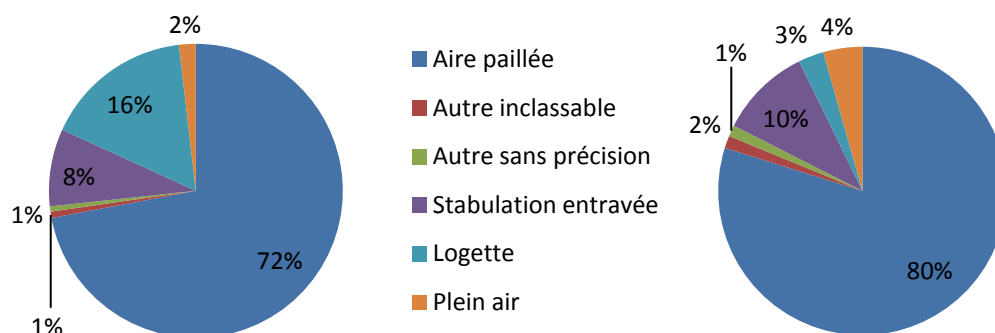 2%
16%
8%
1%
1%
72%
Aire paillée
Autre inclassable
Autre sans précision
Stabulation entravée
Logette
Plein air
4%
3%
1%
2%
10%
80%